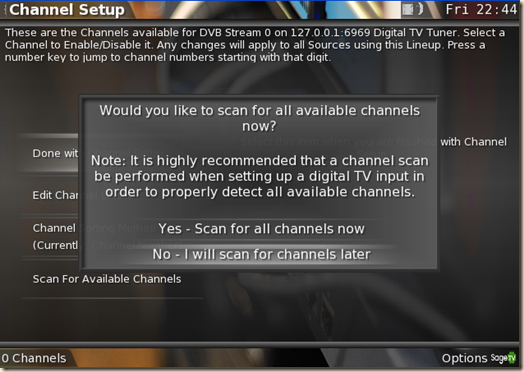 Channel Setup
Fri 22:44
These are the Channels available for DVB Stream 0 on 127.0.0.1:6969 Digital TV Tuner. Select a
Channel to Enable/Disable it. Any changes will apply to all Sources using this Lineup. Press a
number key to jump to channel numbers starting with that digit.
Would you like to scan for all available channels
now?
with Channel
Done wit
Note: It is highly recommended that a channel scan
be performed when setting up a digital TV input in
order to properly detect all available channels.
Edit Chan
Channel
Yes - Scan for all channels now
(Current
No - I will scan for channels later
Scan For Available Channels
0 Channels
Options SageTV